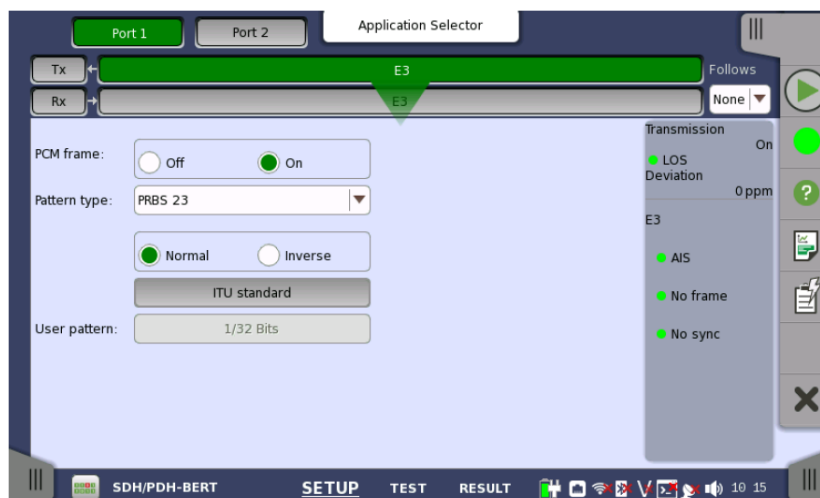 Port 1
Port 2
Application Selector
Tx
E3
Follows
Rx
E3
None
Transmission
On
LOS
Deviation
0 ppm
E3
AIS
No frame
No sync
PCM frame:
Off
On
Pattern type:
PRBS 23
Normal
Inverse
ITU standard
User pattern:
1/32 Bits
SDH/PDH-BERT
SETUP
TEST
RESULT
10 15